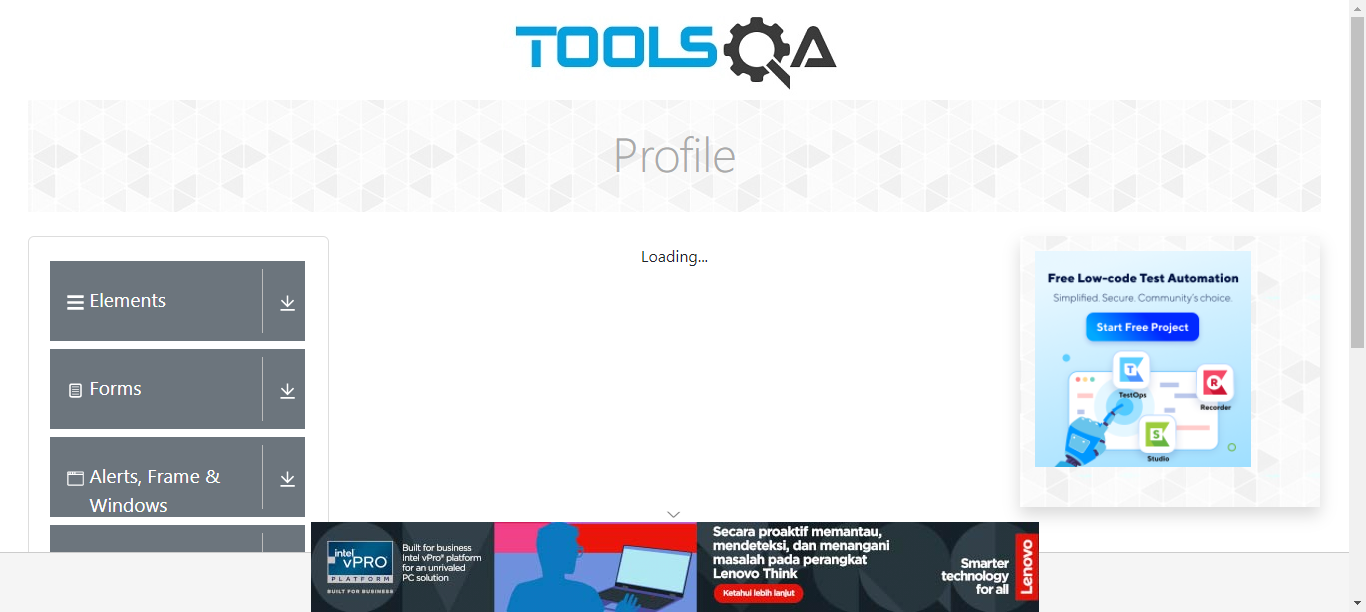 TOOLSQA
Profile
Elements
Forms
Alerts, Frame &
Windows
Loading...
Free Low-code Test Automation
Simplified. Secure. Community's choice.
Start Free Project
TestOps
Recorder
Studio
intel
vPRO
PLATFORM
BUILT FOR BUSINESS
Built for business
Intel vPro® platform
for an unrivaled
PC solution
Secara proaktif memantau,
mendeteksi, dan menangani
masalah pada perangkat
Lenovo Think
Ketahui lebih lanjut
Smarter
technology
for all
Lenovo